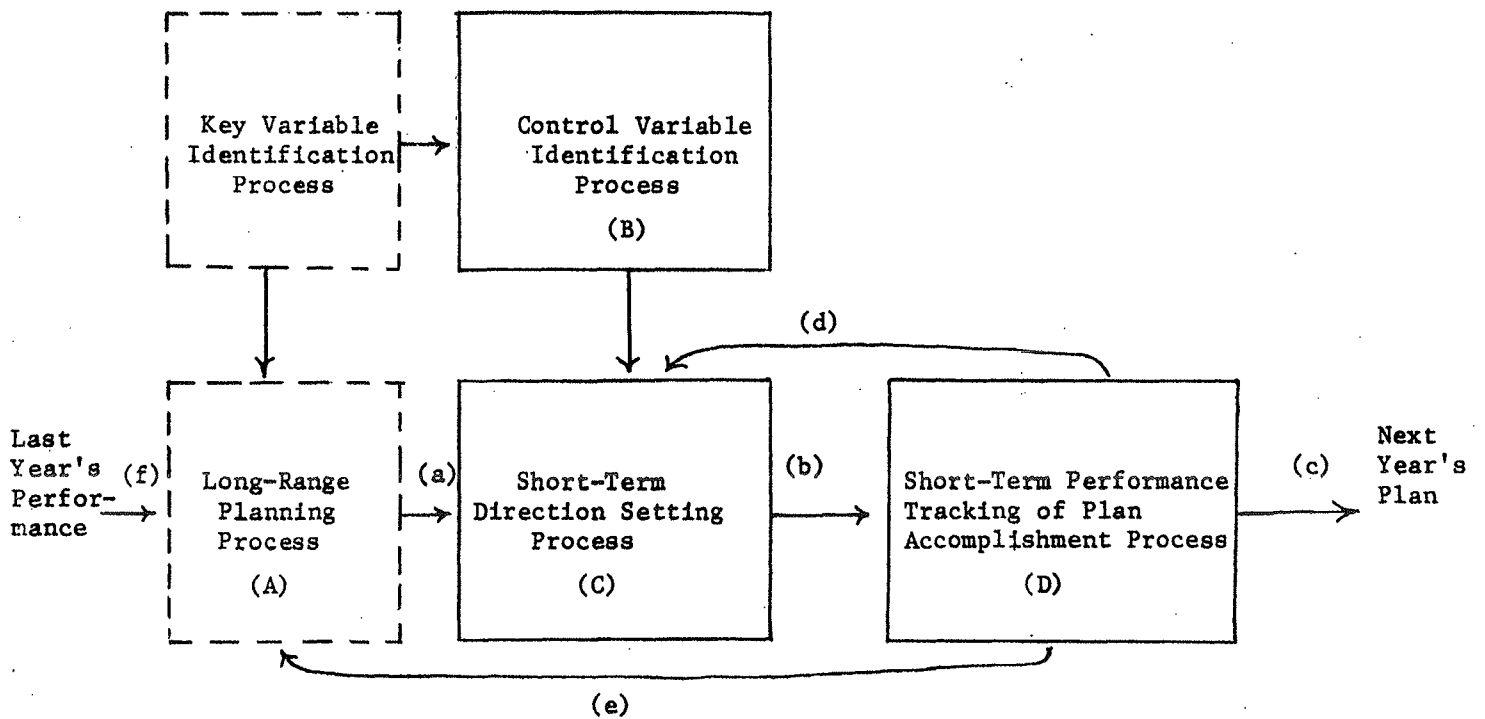 Key Variable
Identification
Process
Control Variable
Identification
Process
(B)
(d)
Last
Year's
Perfor-
mance
(f)
Long-Range
Planning
Process
(A)
(a)
Short-Term
Direction Setting
Process
(C)
(b)
Short-Term Performance
Tracking of Plan
Accomplishment Process
(D)
(c)
Next
Year's
Plan
(e)